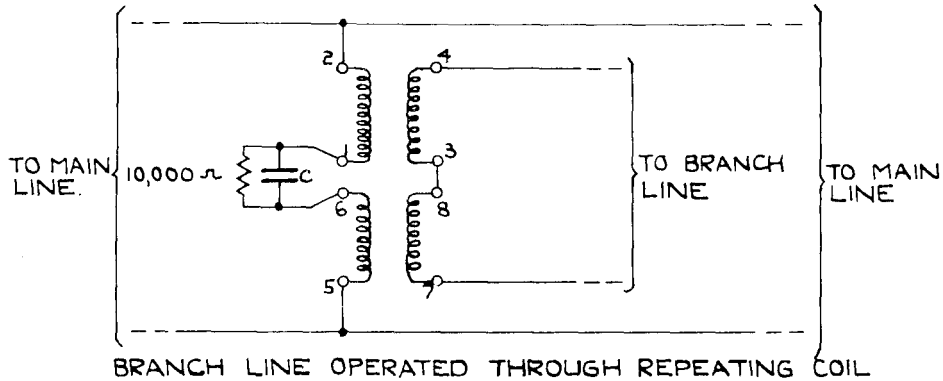 2
4
TO MAIN
LINE.
10,000 Ω
C
1
3
6
8
TO BRANCH
LINE
TO MAIN
LINE
5
7
BRANCH LINE OPERATED THROUGH REPEATING COIL